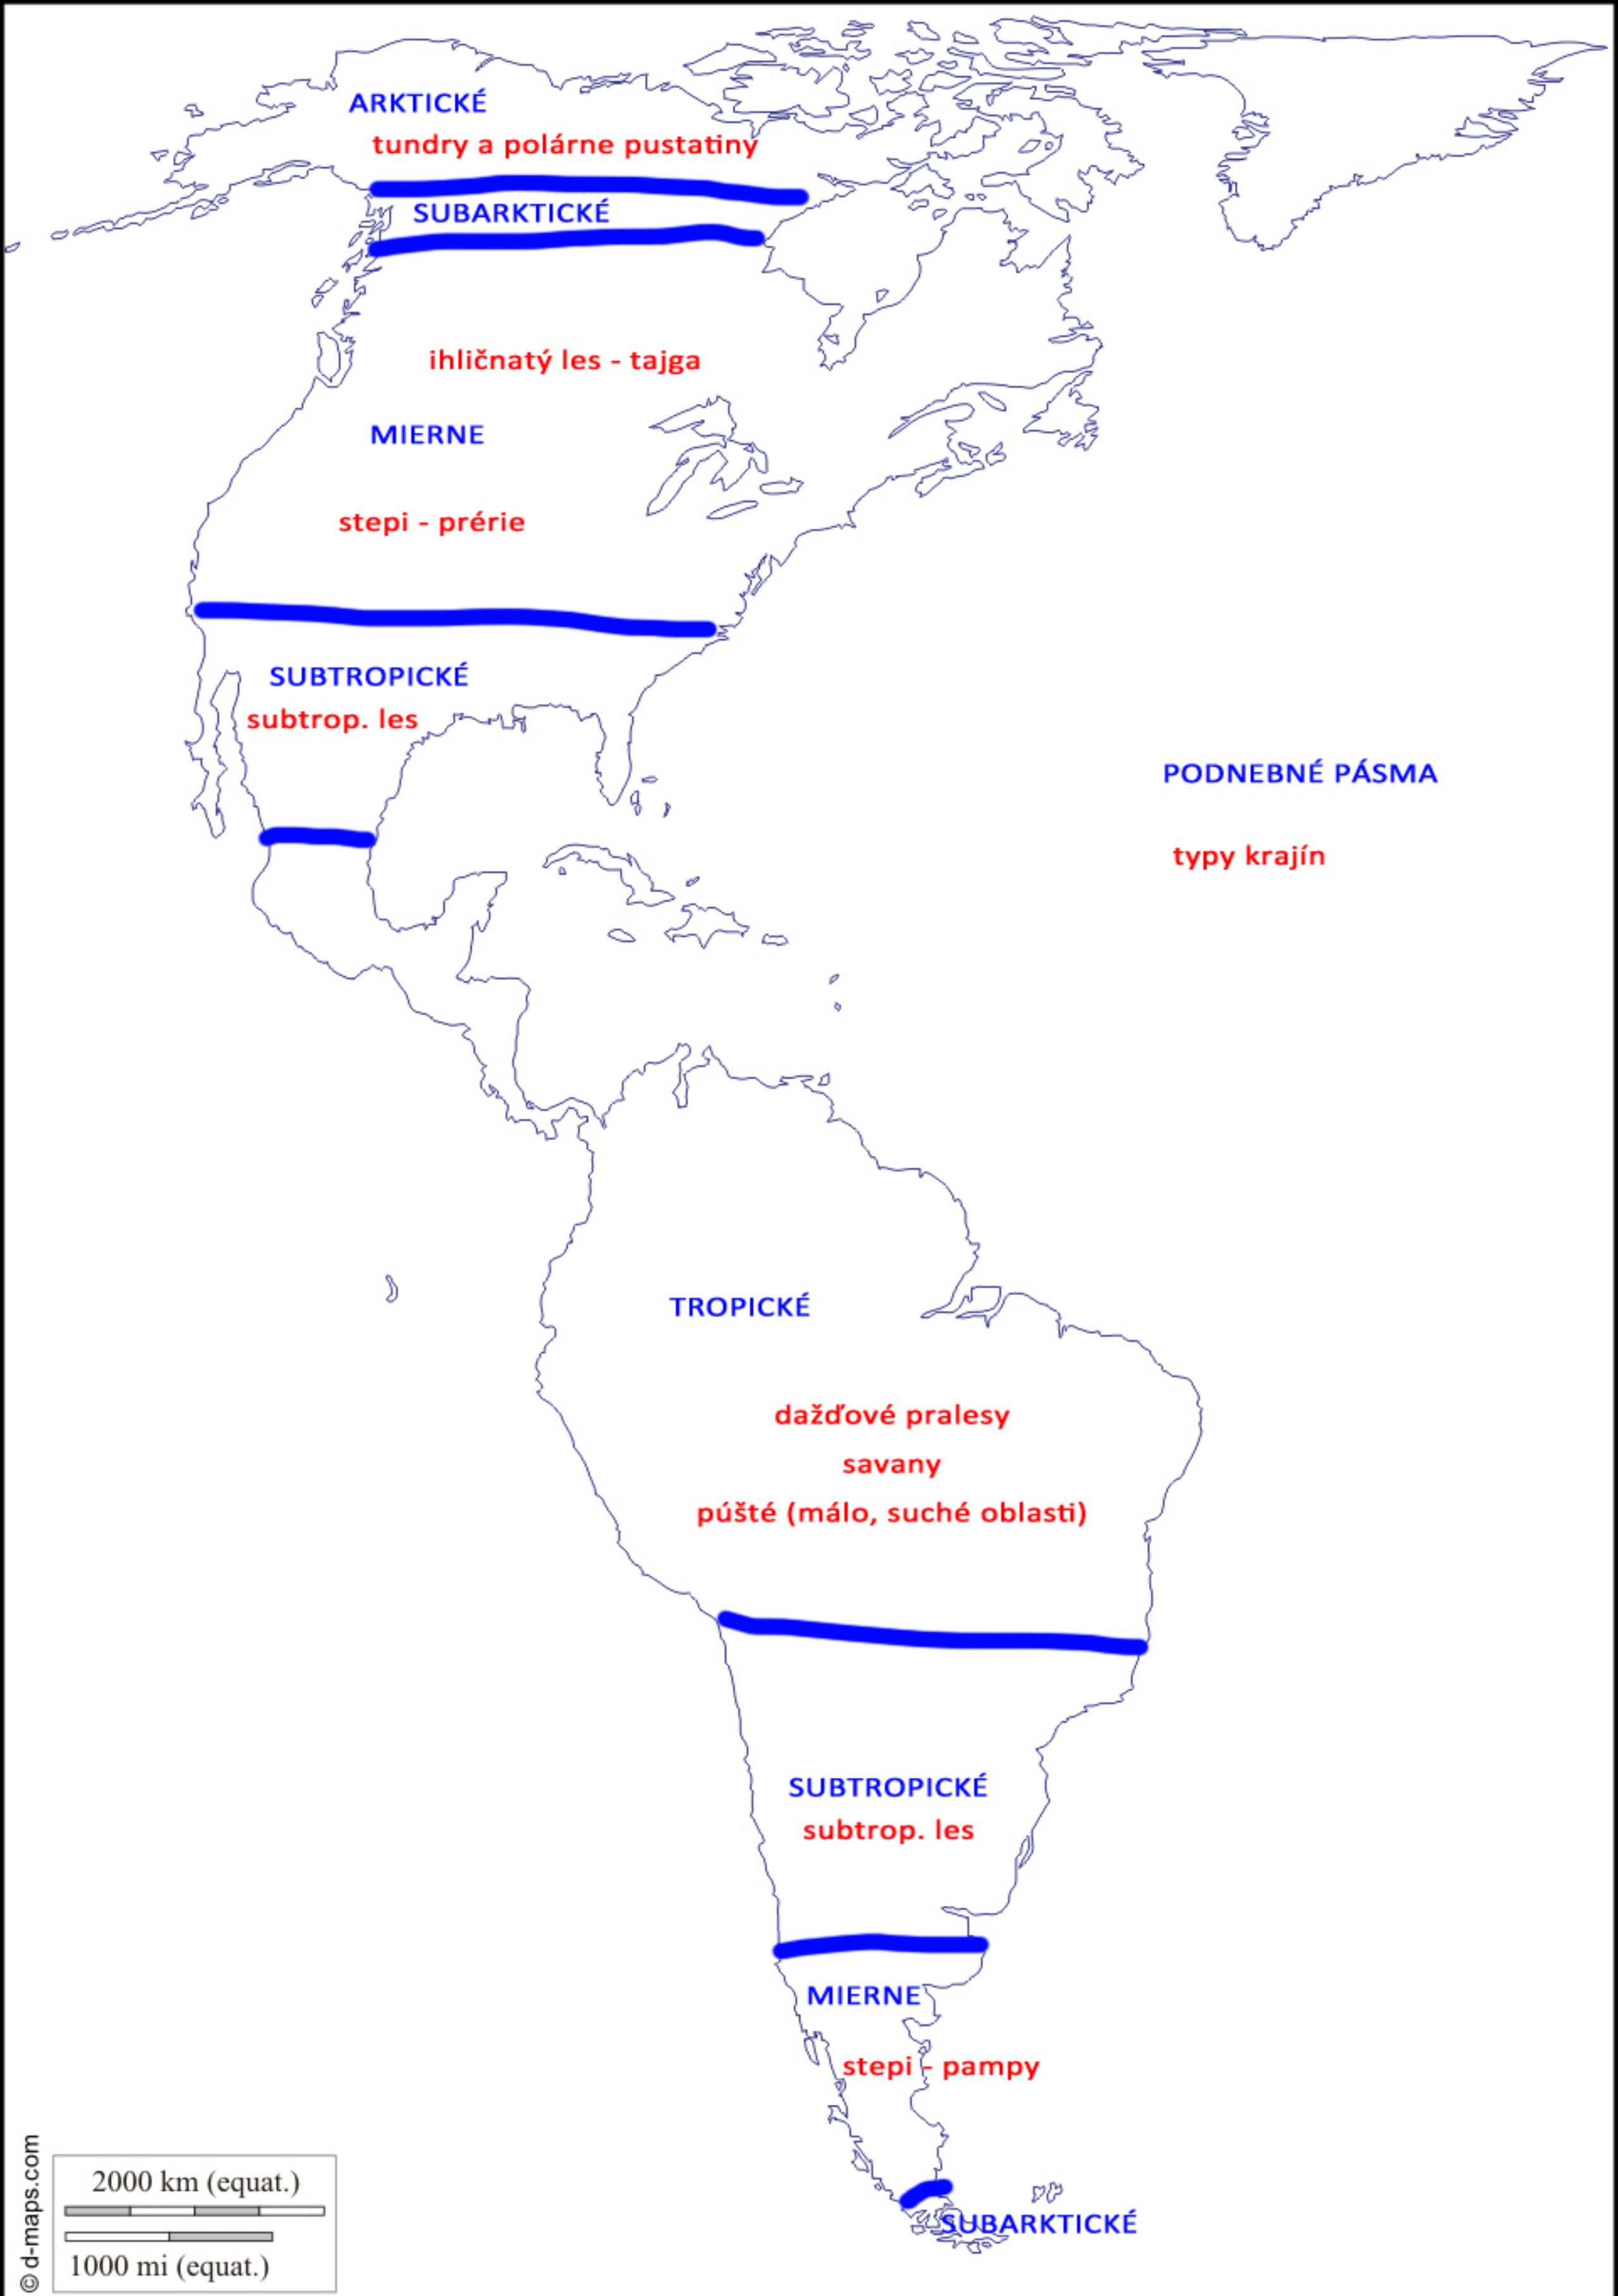 ARKTICKÉ
tundry a polárne pustatiny
SUBARKTICKÉ
ihličnatý les - tajga
MIERNE
stepi - prérie
SUBTROPICKÉ
subtrop. les
PODNEBNÉ PÁSMA
typy krajín
TROPICKÉ
dažďové pralesy
savany
púšté (málo, suché oblasti)
SUBTROPICKÉ
subtrop. les
MIERNE
stepi - pampy
SUBARKTICKÉ
2000 km (equat.)
1000 mi (equat.)
© d-maps.com